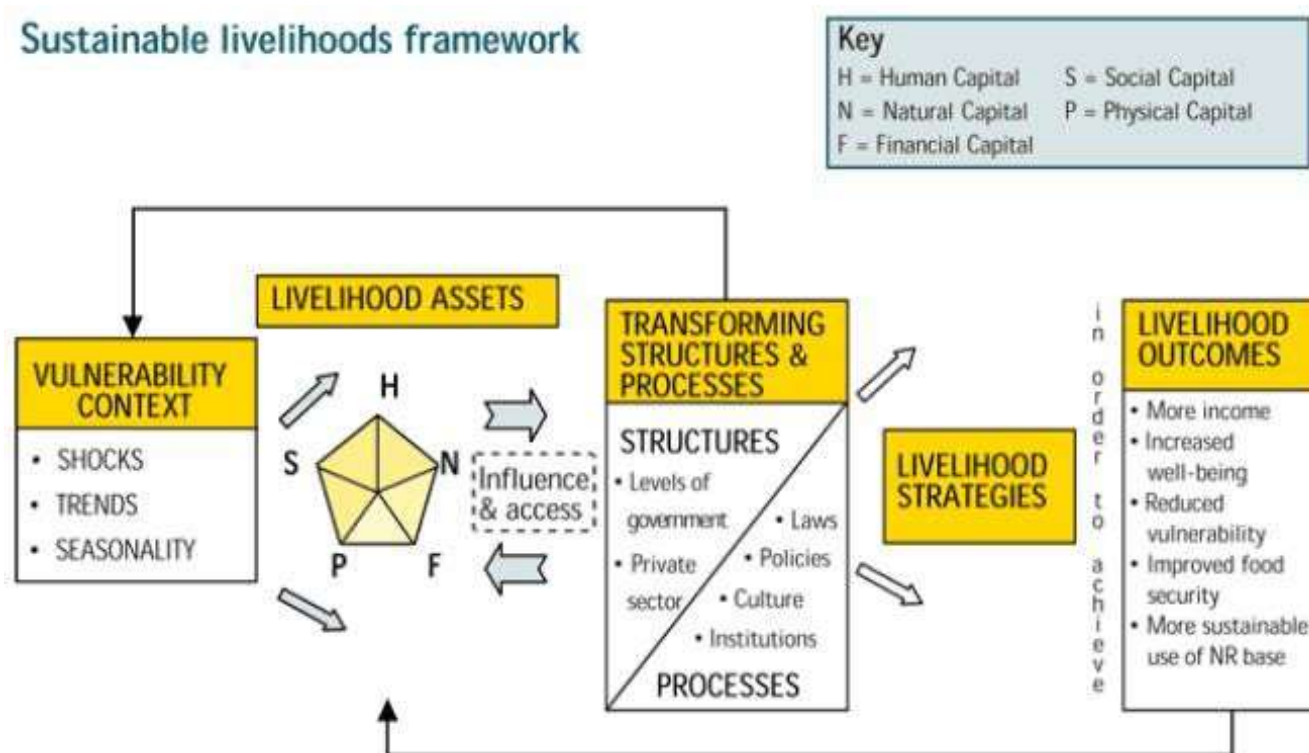 Sustainable livelihoods framework
Key
H = Human Capital S = Social Capital
N = Natural Capital P = Physical Capital
F = Financial Capital
LIVELIHOOD ASSETS
VULNERABILITY
CONTEXT
• SHOCKS
• TRENDS
• SEASONALITY
H
S
N
P
F
Influence
& access
TRANSFORMING
STRUCTURES &
PROCESSES
STRUCTURES
• Levels of
government
• Private
sector
• Laws
• Policies
• Culture
• Institutions
PROCESSES
LIVELIHOOD
STRATEGIES
in order to achieve
LIVELIHOOD
OUTCOMES
• More income
• Increased
well-being
• Reduced
vulnerability
• Improved food
security
• More sustainable
use of NR base